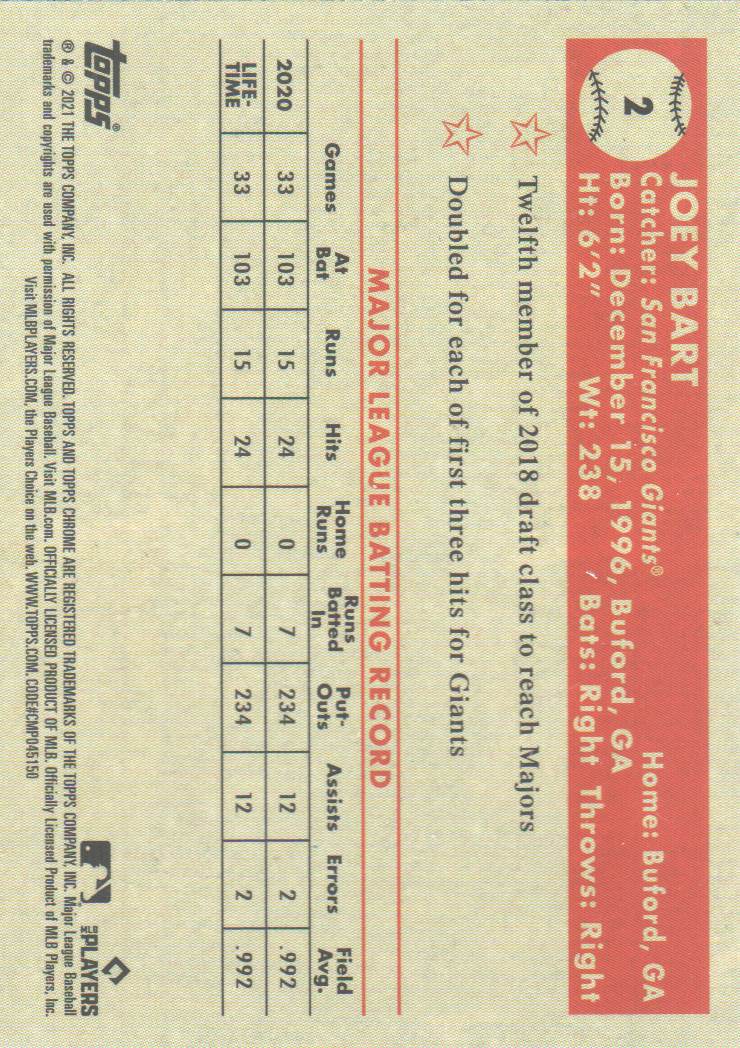 2
JOEY BART
Catcher: San Francisco Giants® Home: Buford, GA
Born: December 15, 1996, Buford, GA
Ht: 6'2" Wt: 238 Bats: Right Throws: Right
Twelfth member of 2018 draft class to reach Majors
Doubled for each of first three hits for Giants
MAJOR LEAGUE BATTING RECORD
Games At Bat Runs Hits Home Runs Runs Batted In Put-Outs Assists Errors Field Avg.
2020 33 103 15 24 0 7 234 12 2 .992
LIFE-TIME 33 103 15 24 0 7 234 12 2 .992
topps®
MLB PLAYERS
® & © 2021 THE TOPPS COMPANY, INC. ALL RIGHTS RESERVED. TOPPS AND TOPPS CHROME ARE REGISTERED TRADEMARKS OF THE TOPPS COMPANY, INC. Major League Baseball
trademarks and copyrights are used with permission of Major League Baseball. Visit MLB.com. OFFICIALLY LICENSED PRODUCT OF MLB. Officially Licensed Product of MLB Players, Inc.
Visit MLBPLAYERS.COM, the Players Choice on the web. WWW.TOPPS.COM. CODE#CMP045150